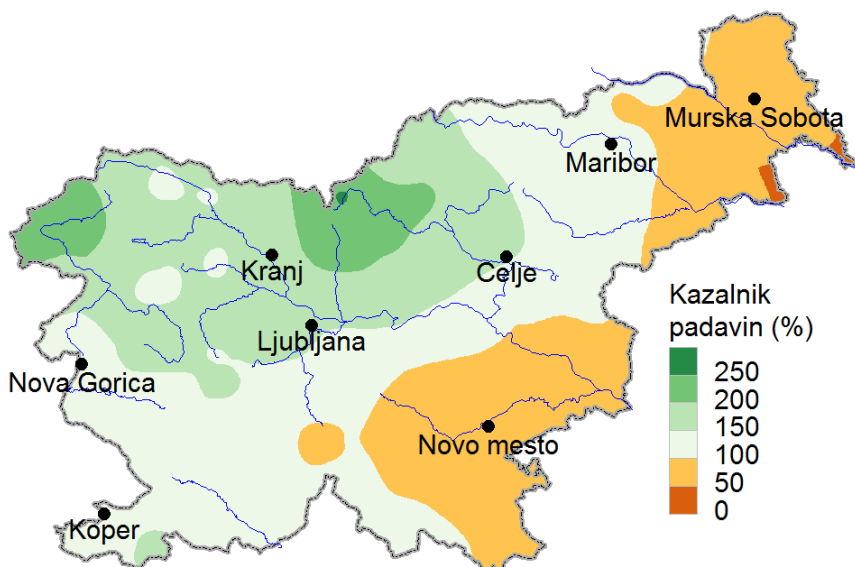 Murska Sobota
Maribor
Kranj
Celje
Ljubljana
Nova Gorica
Novo mesto
Koper
Kazalnik
padavin (%)
250
200
150
100
50
0